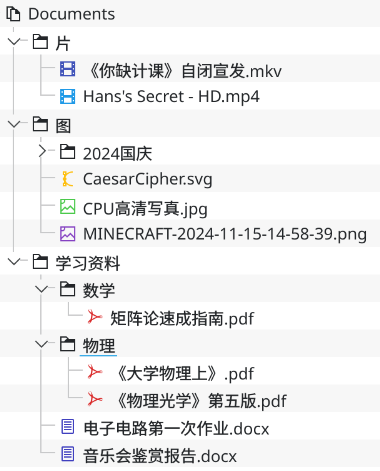 Documents
片
《你缺计课》自闭宣发.mkv
Hans's Secret - HD.mp4
图
2024国庆
CaesarCipher.svg
CPU高清写真.jpg
MINECRAFT-2024-11-15-14-58-39.png
学习资料
数学
矩阵论速成指南.pdf
物理
《大学物理上》.pdf
《物理光学》第五版.pdf
电子电路第一次作业.docx
音乐会鉴赏报告.docx